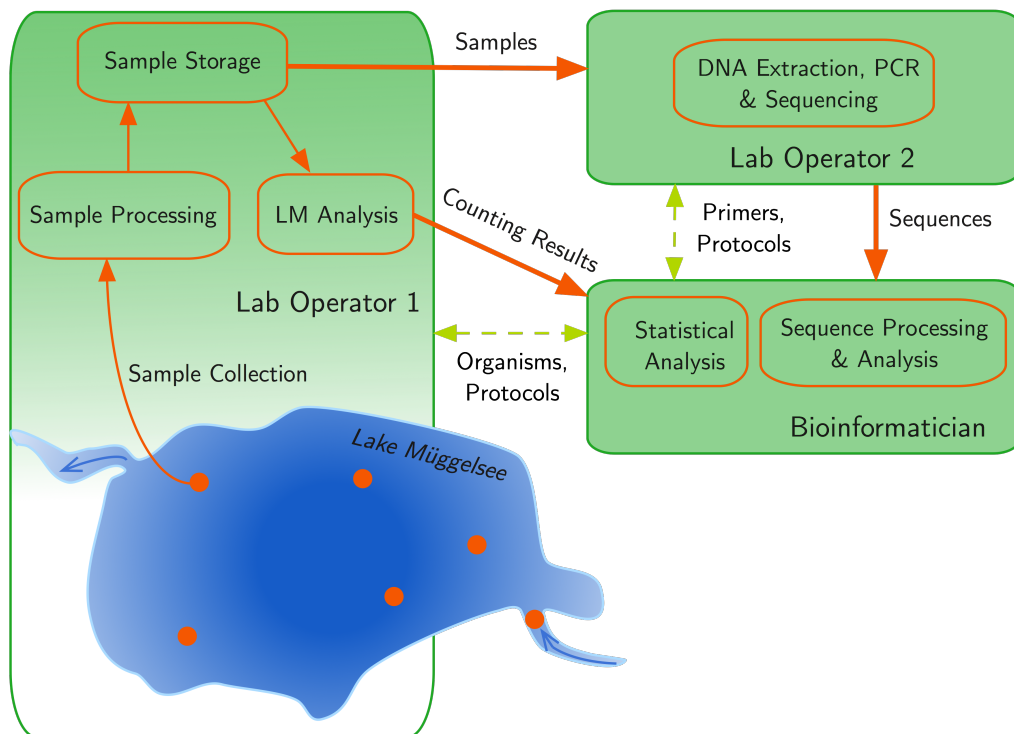 Sample Storage
Samples
DNA Extraction, PCR
& Sequencing
Lab Operator 2
Sample Processing
LM Analysis
Counting Results
Primers,
Protocols
Sequences
Lab Operator 1
Organisms,
Protocols
Statistical
Analysis
Sequence Processing
& Analysis
Bioinformatician
Sample Collection
Lake Müggelsee